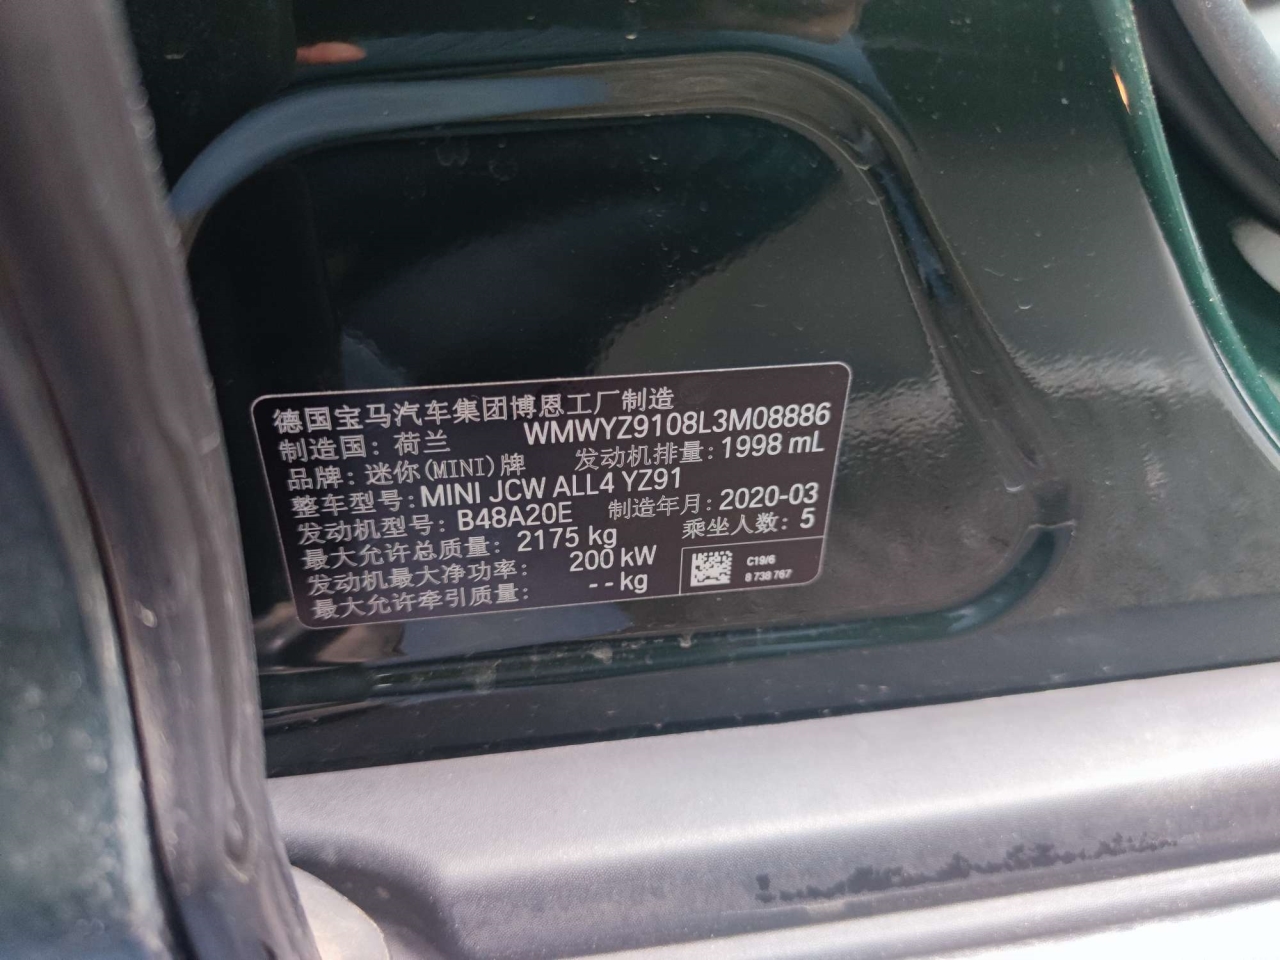 德国宝马汽车集团博恩工厂制造
制造国: 荷兰 WMWYZ9108L3M08886
品牌: 迷你(MINI)牌 发动机排量: 1998 mL
整车型号: MINI JCW ALL4 YZ91
发动机型号: B48A20E 制造年月: 2020-03
最大允许总质量: 2175 kg 乘坐人数: 5
发动机最大净功率: 200 kW
最大允许牵引质量: -- kg
C19/6
8 738 767